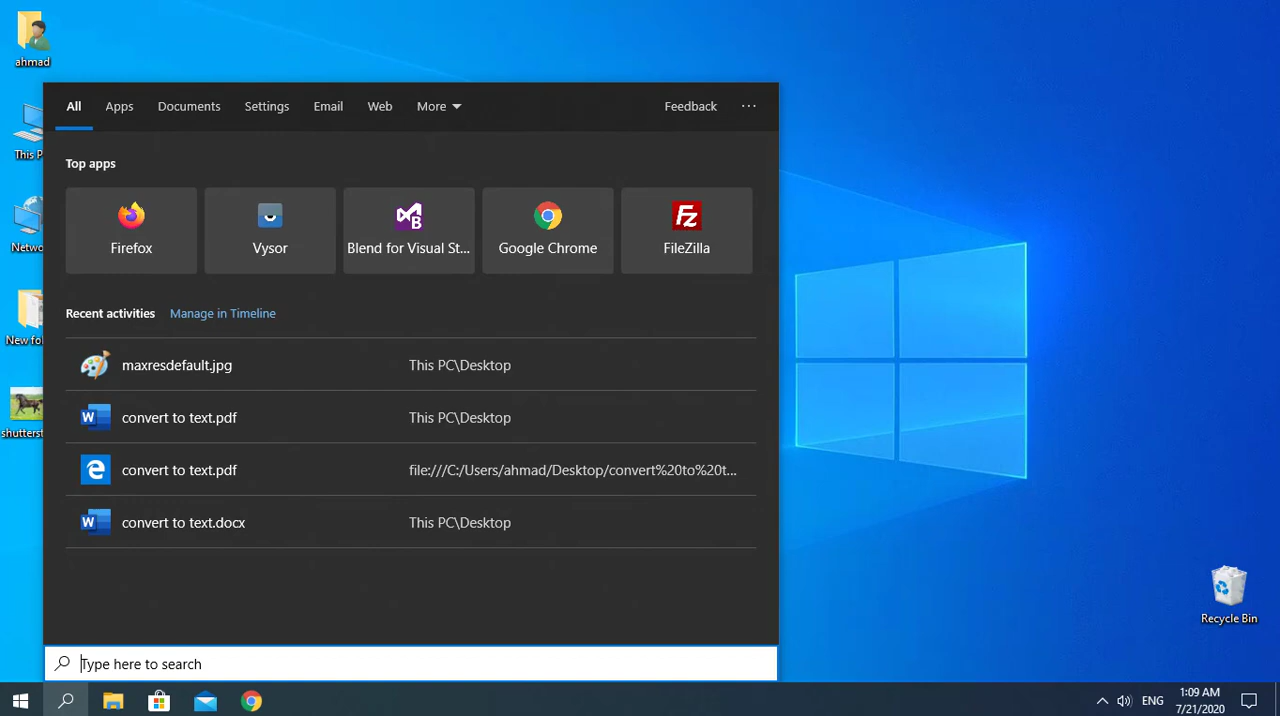 ahmad
This P
Netwo
New fol
shutterst
All Apps Documents Settings Email Web More Feedback ...
Top apps
Firefox Vysor Blend for Visual St... Google Chrome FileZilla
Recent activities Manage in Timeline
maxresdefault.jpg This PC\Desktop
convert to text.pdf This PC\Desktop
convert to text.pdf file:///C:/Users/ahmad/Desktop/convert%20to%20t...
convert to text.docx This PC\Desktop
Type here to search
Recycle Bin
ENG
1:09 AM
7/21/2020